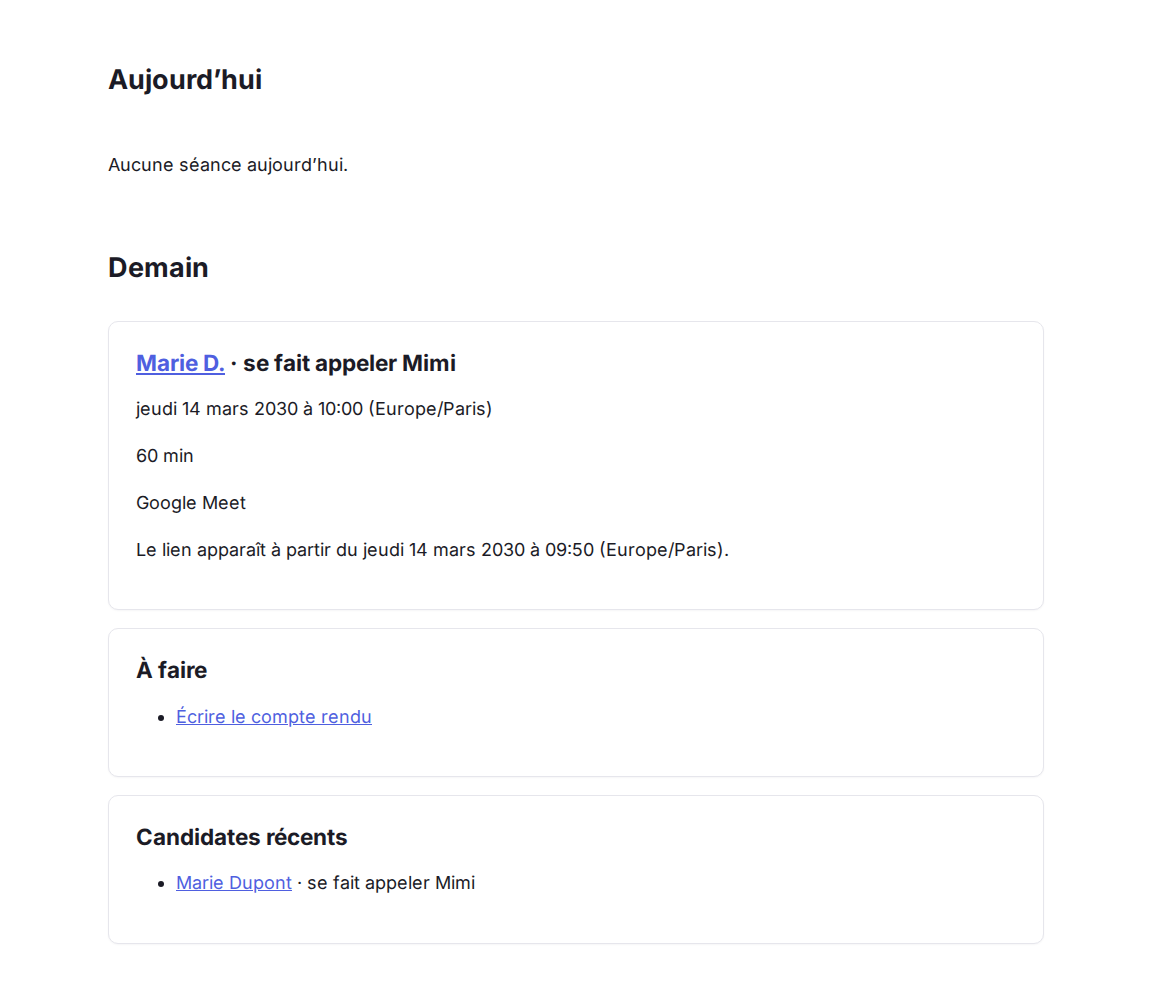 Aujourd’hui
Aucune séance aujourd’hui.
Demain
Marie D. · se fait appeler Mimi
jeudi 14 mars 2030 à 10:00 (Europe/Paris)
60 min
Google Meet
Le lien apparaît à partir du jeudi 14 mars 2030 à 09:50 (Europe/Paris).
À faire
Écrire le compte rendu
Candidates récents
Marie Dupont · se fait appeler Mimi